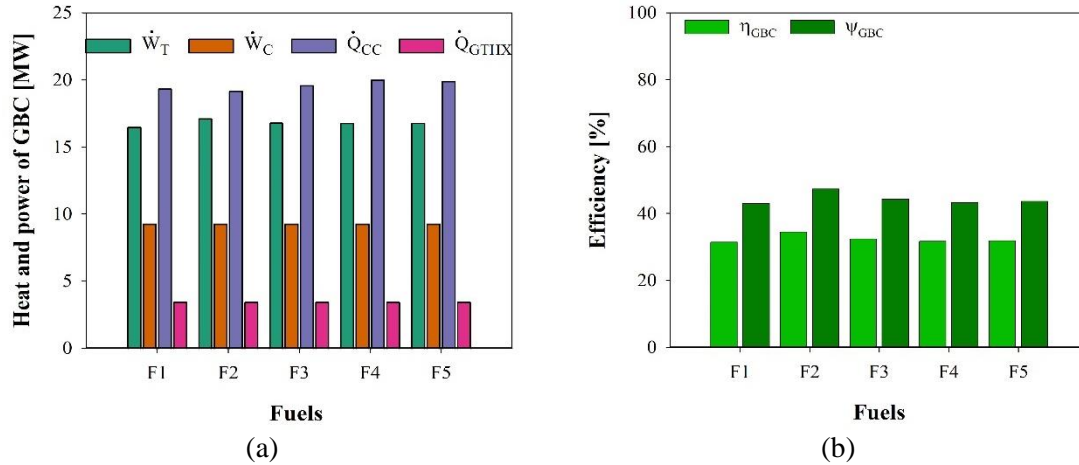 Heat and power of GBC [MW]
25
20
15
10
5
0
Ẇ_T Ẇ_C Q̇_CC Q̇_GTHX
F1 F2 F3 F4 F5
Fuels
(a)
Efficiency [%]
100
80
60
40
20
0
η_GBC ψ_GBC
F1 F2 F3 F4 F5
Fuels
(b)